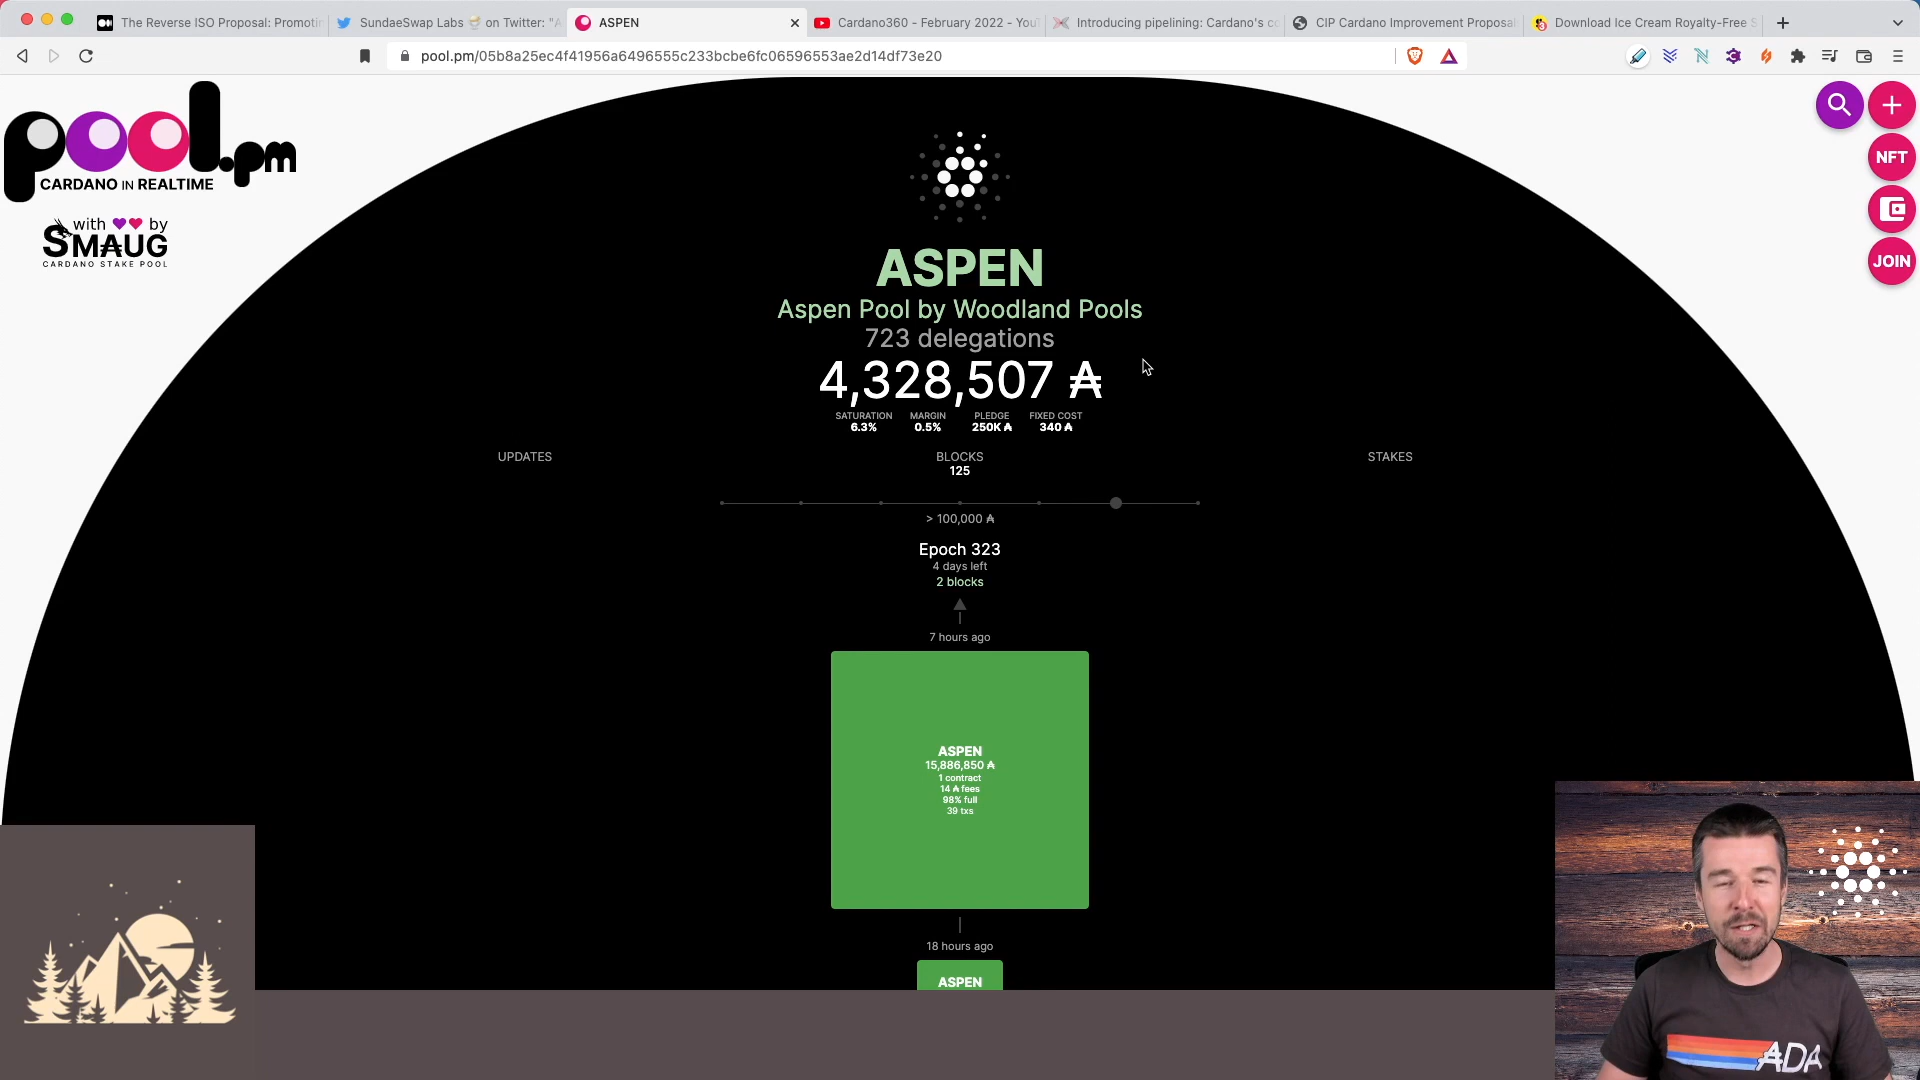 The Reverse ISO Proposal: Promotin
SundaeSwap Labs 🍨 on Twitter: "A
ASPEN
Cardano360 - February 2022 - You
Introducing pipelining: Cardano's co
CIP Cardano Improvement Proposal
Download Ice Cream Royalty-Free S
pool.pm/05b8a25ec4f41956a6496555c233bcbe6fc06596553ae2d14df73e20
pool.pm
CARDANO IN REALTIME
with 💜❤️ by
SMAUG
CARDANO STAKE POOL
NFT
JOIN
ASPEN
Aspen Pool by Woodland Pools
723 delegations
4,328,507 ₳
SATURATION MARGIN PLEDGE FIXED COST
6.3% 0.5% 250K ₳ 340 ₳
UPDATES BLOCKS STAKES
125
> 100,000 ₳
Epoch 323
4 days left
2 blocks
7 hours ago
ASPEN
15,886,850 ₳
1 contract
14 ₳ fees
98% full
39 txs
18 hours ago
ASPEN
₳DA